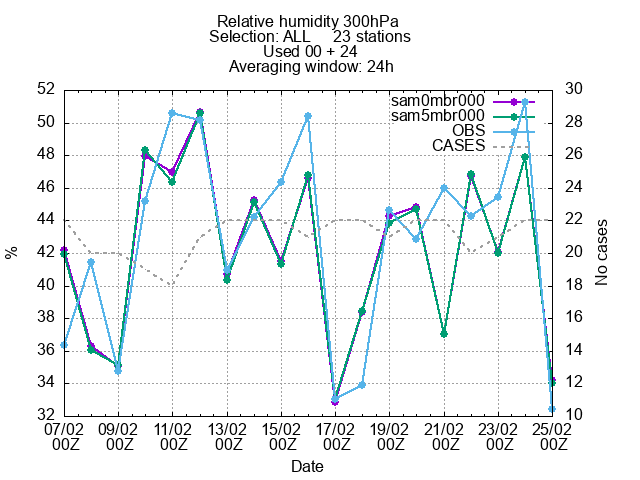 Relative humidity 300hPa
Selection: ALL     23 stations
Used 00 + 24
Averaging window: 24h
sam0mbr000
sam5mbr000
OBS
CASES
52
50
48
46
44
42
40
38
36
34
32
%
30
28
26
24
22
20
18
16
14
12
10
No cases
07/02 09/02 11/02 13/02 15/02 17/02 19/02 21/02 23/02 25/02
00Z 00Z 00Z 00Z 00Z 00Z 00Z 00Z 00Z 00Z
Date